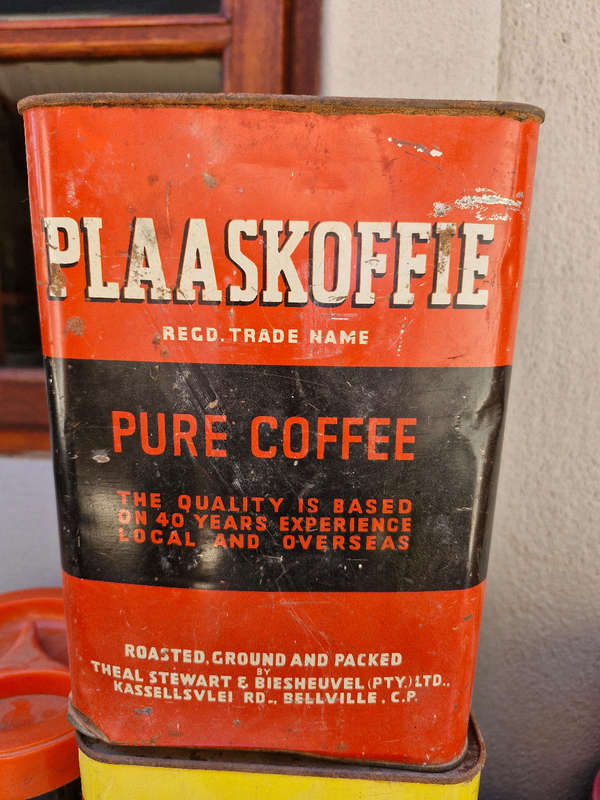 PLAASKOFFIE
REGD. TRADE NAME
PURE COFFEE
THE QUALITY IS BASED
ON 40 YEARS EXPERIENCE
LOCAL AND OVERSEAS
ROASTED, GROUND AND PACKED
BY
THEAL STEWART & BIESHEUVEL (PTY.) LTD.,
KASSELLSVLEI RD., BELLVILLE. C.P.